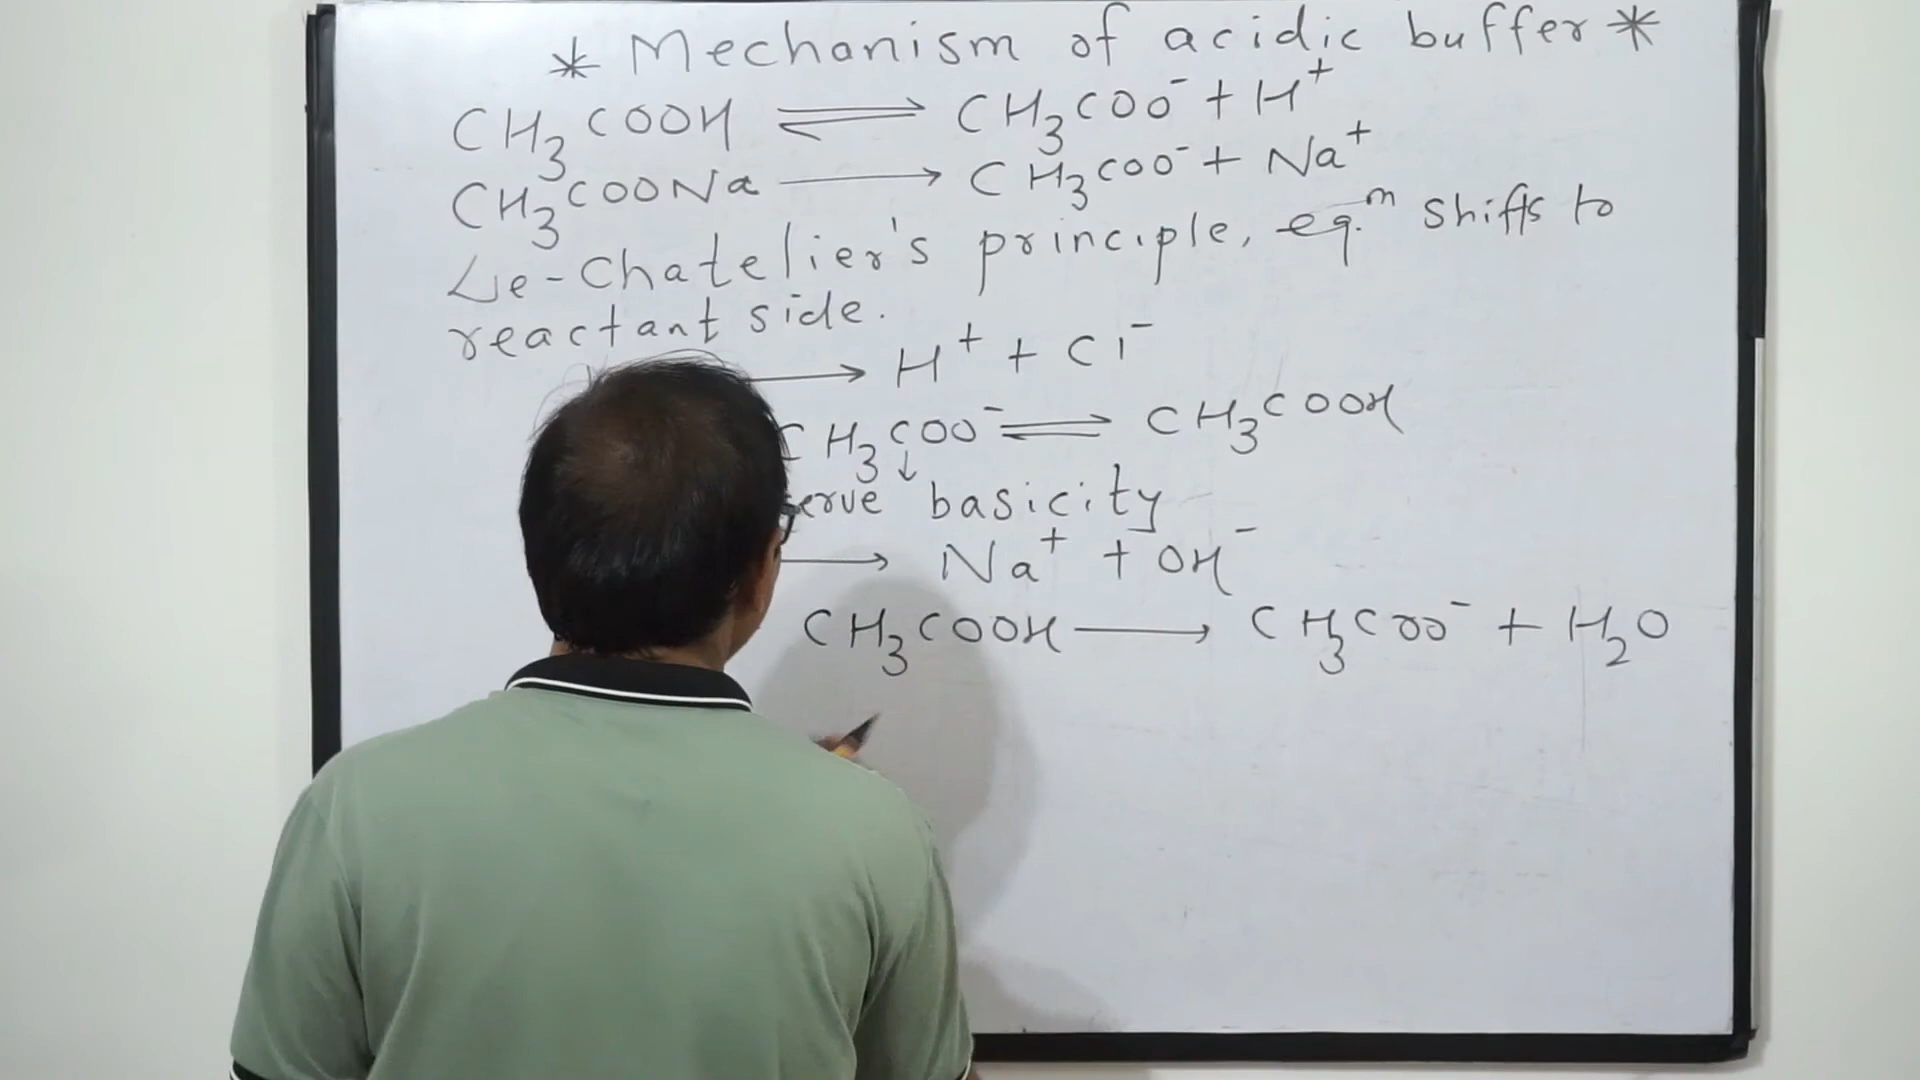 * Mechanism of acidic buffer *
CH₃COOH ⇌ CH₃COO⁻ + H⁺
CH₃COONa ⟶ CH₃COO⁻ + Na⁺
Le-Chatelier's principle, eqᵐ shifts to
reactant side.
⟶ H⁺ + Cl⁻
CH₃COO⁻ ⇌ CH₃COOH
↓
basicity
⟶ Na⁺ + OH⁻
CH₃COOH ⟶ CH₃COO⁻ + H₂O